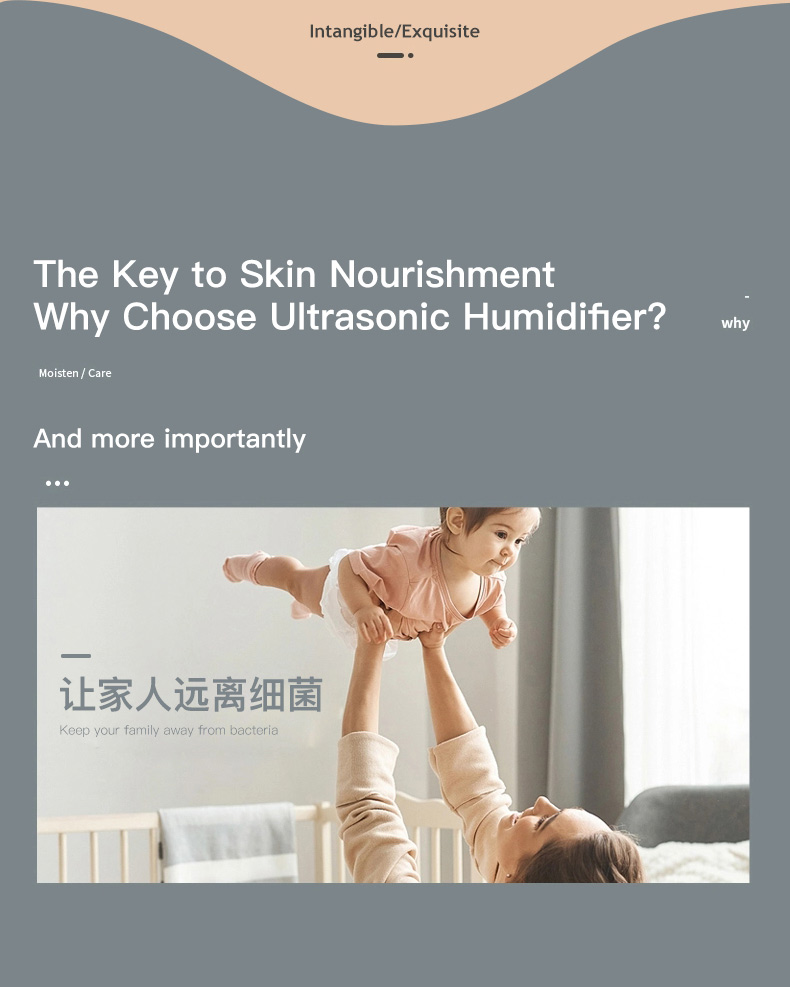 Intangible/Exquisite
The Key to Skin Nourishment
Why Choose Ultrasonic Humidifier?
-
why
Moisten / Care
And more importantly
...
让家人远离细菌
Keep your family away from bacteria